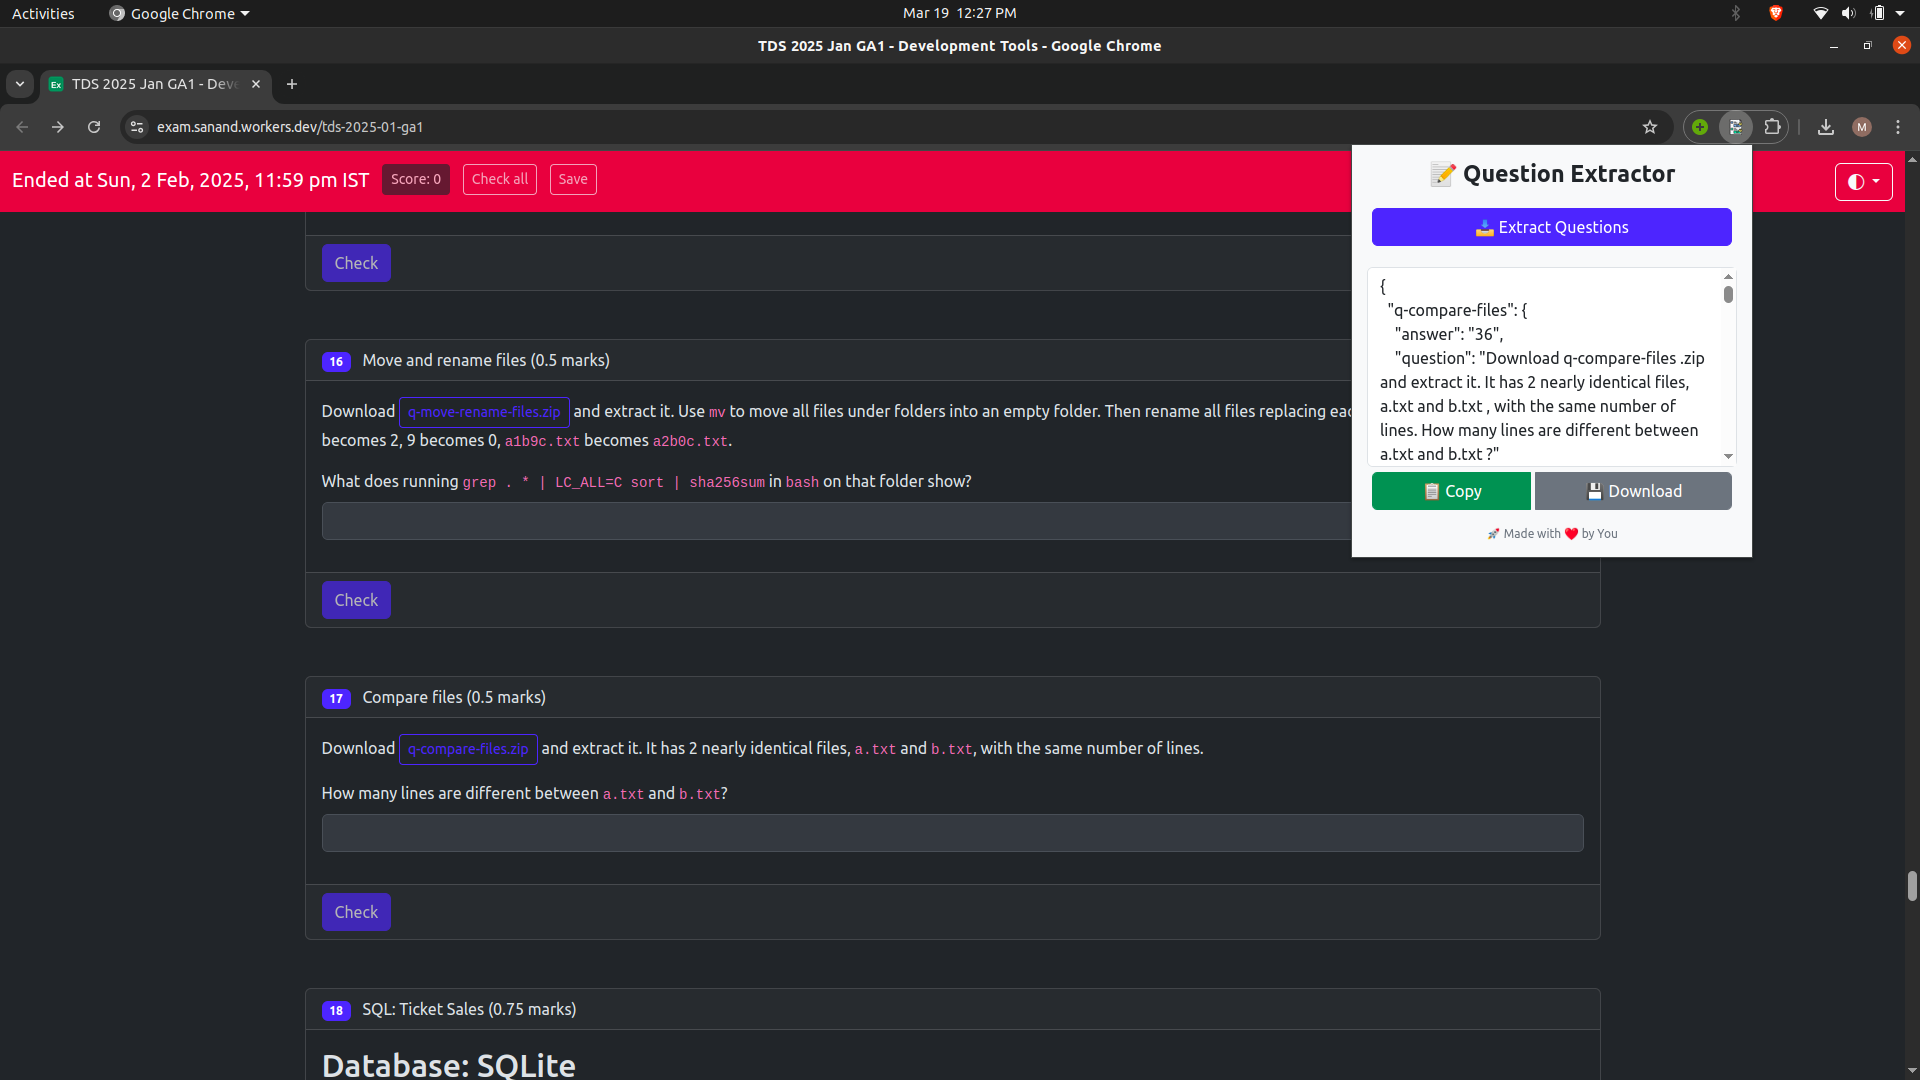 Activities
Google Chrome
Mar 19 12:27 PM
TDS 2025 Jan GA1 - Development Tools - Google Chrome
Ex TDS 2025 Jan GA1 - Deve
exam.sanand.workers.dev/tds-2025-01-ga1
M
Ended at Sun, 2 Feb, 2025, 11:59 pm IST
Score: 0
Check all
Save
Check
16 Move and rename files (0.5 marks)
Download q-move-rename-files.zip and extract it. Use mv to move all files under folders into an empty folder. Then rename all files replacing eac
becomes 2, 9 becomes 0, a1b9c.txt becomes a2b0c.txt.
What does running grep . * | LC_ALL=C sort | sha256sum in bash on that folder show?
Check
17 Compare files (0.5 marks)
Download q-compare-files.zip and extract it. It has 2 nearly identical files, a.txt and b.txt, with the same number of lines.
How many lines are different between a.txt and b.txt?
Check
18 SQL: Ticket Sales (0.75 marks)
Database: SQLite
📝 Question Extractor
📥 Extract Questions
{
"q-compare-files": {
"answer": "36",
"question": "Download q-compare-files .zip
and extract it. It has 2 nearly identical files,
a.txt and b.txt , with the same number of
lines. How many lines are different between
a.txt and b.txt ?"
📋 Copy
💾 Download
🚀 Made with ❤️ by You